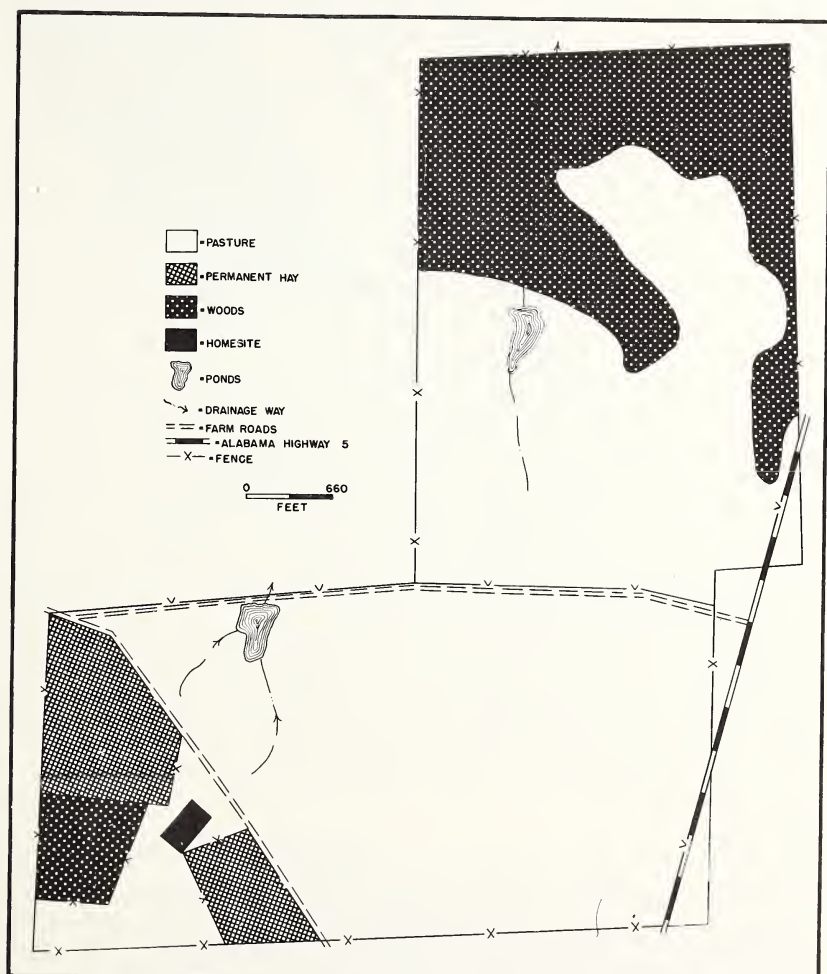 = PASTURE
= PERMANENT HAY
= WOODS
= HOMESITE
= PONDS
= DRAINAGE WAY
= FARM ROADS
= ALABAMA HIGHWAY 5
—X— = FENCE
0 660
FEET